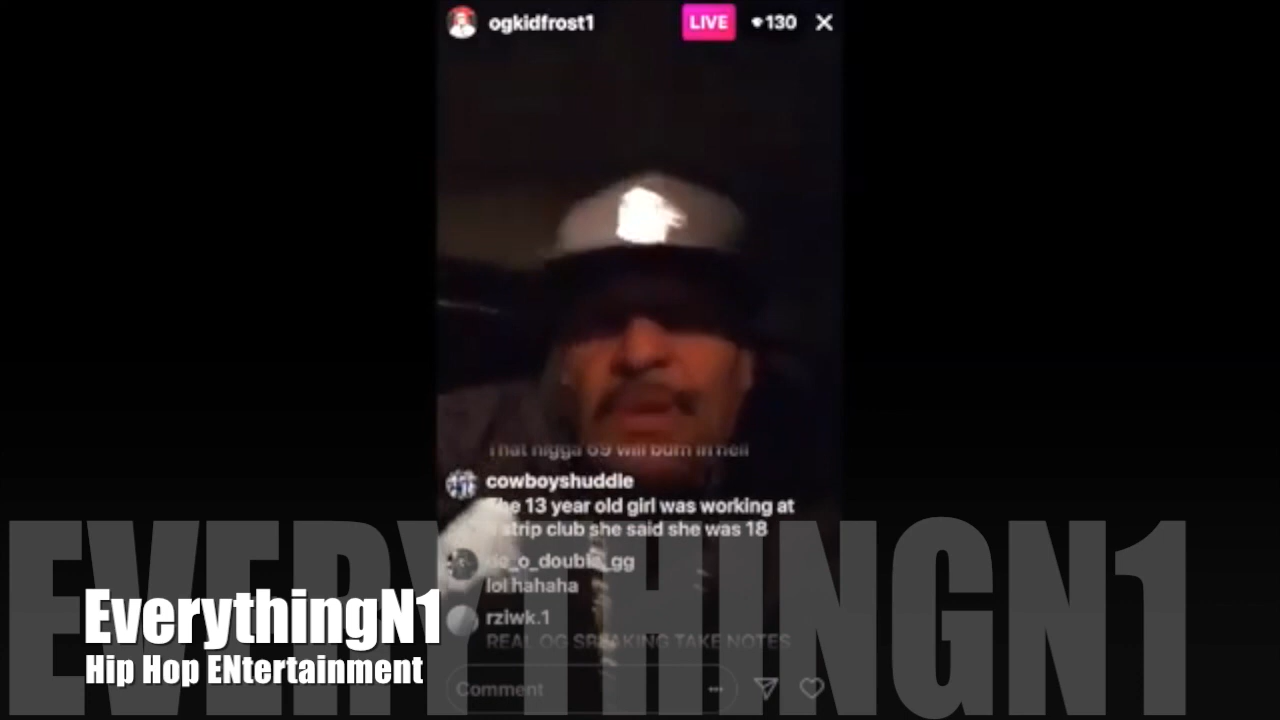 ogkidfrost1
LIVE
130
That nigga 69 will burn in hell
cowboyshuddle
he 13 year old girl was working at
strip club she said she was 18
_o_double_gg
lol hahaha
rziwk.1
REAL OG SPEAKING TAKE NOTES
Comment
EVERYTHINGN1
EverythingN1
Hip Hop ENtertainment